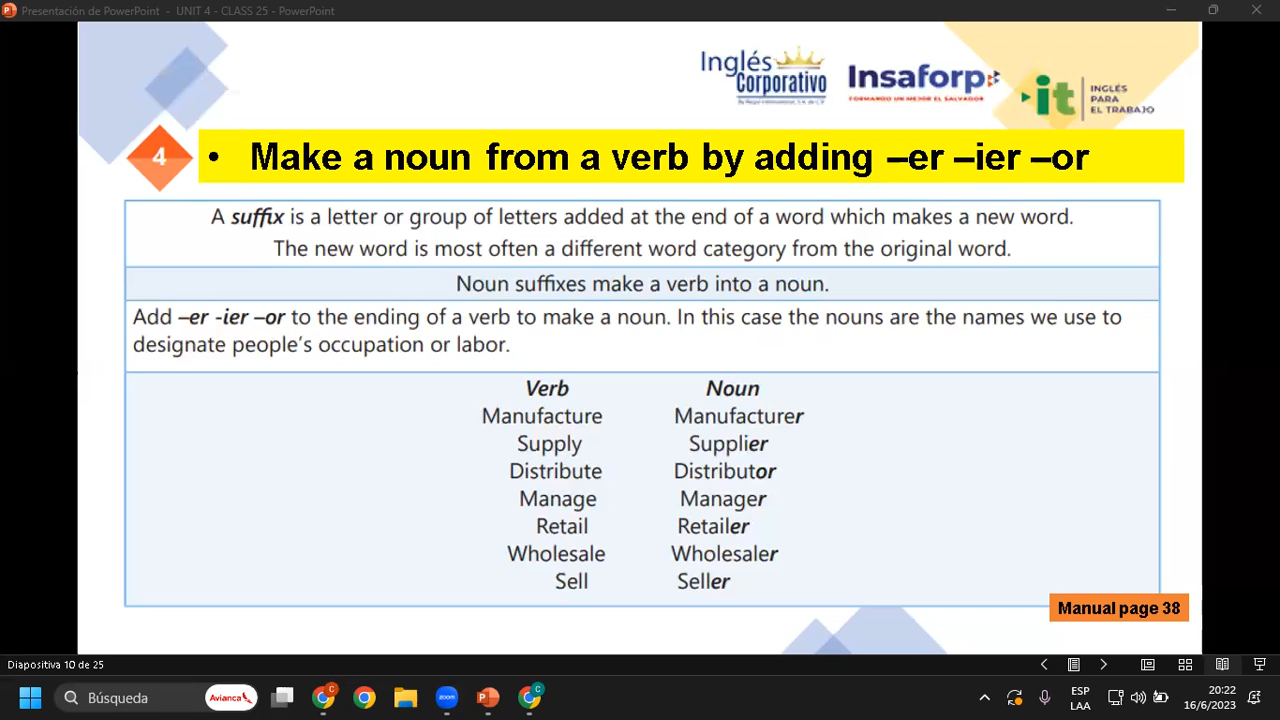 Presentación de PowerPoint - UNIT 4 - CLASS 25 - PowerPoint
Inglés
Corporativo
Insaforp
FORMANDO UN MEJOR EL SALVADOR
it
INGLÉS
PARA
EL TRABAJO
4
• Make a noun from a verb by adding –er –ier –or
A suffix is a letter or group of letters added at the end of a word which makes a new word.
The new word is most often a different word category from the original word.
Noun suffixes make a verb into a noun.
Add –er -ier –or to the ending of a verb to make a noun. In this case the nouns are the names we use to
designate people's occupation or labor.
Verb Noun
Manufacture Manufacturer
Supply Supplier
Distribute Distributor
Manage Manager
Retail Retailer
Wholesale Wholesaler
Sell Seller
Manual page 38
Diapositiva 10 de 25
Búsqueda
Avianca
zoom
ESP
LAA
20:22
16/6/2023